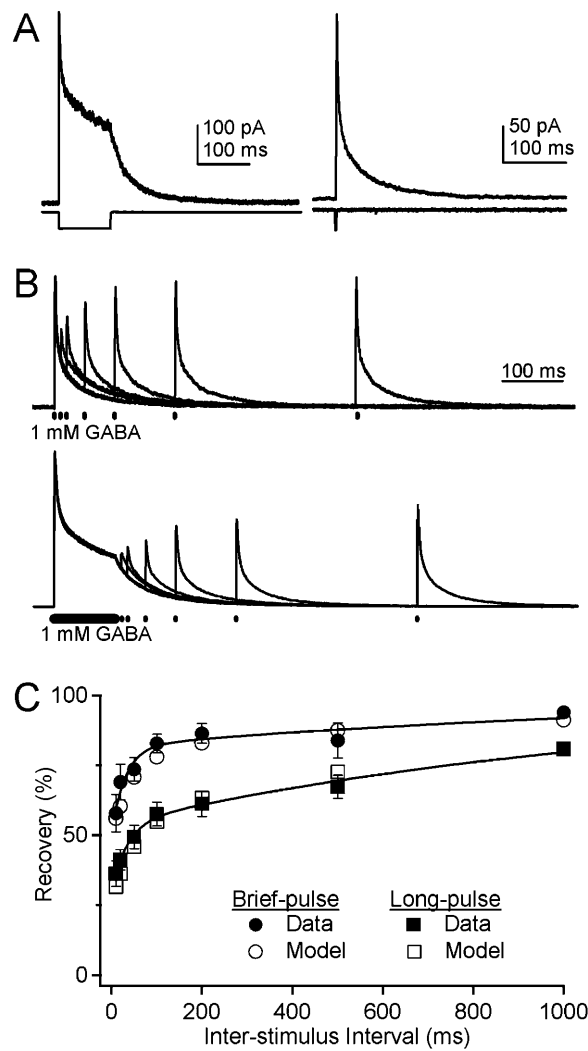 A
100 pA
100 ms
50 pA
100 ms
B
100 ms
1 mM GABA
1 mM GABA
C
100
50
0
Recovery (%)
Brief-pulse
Long-pulse
Data
Data
Model
Model
0
200
400
600
800
1000
Inter-stimulus Interval (ms)